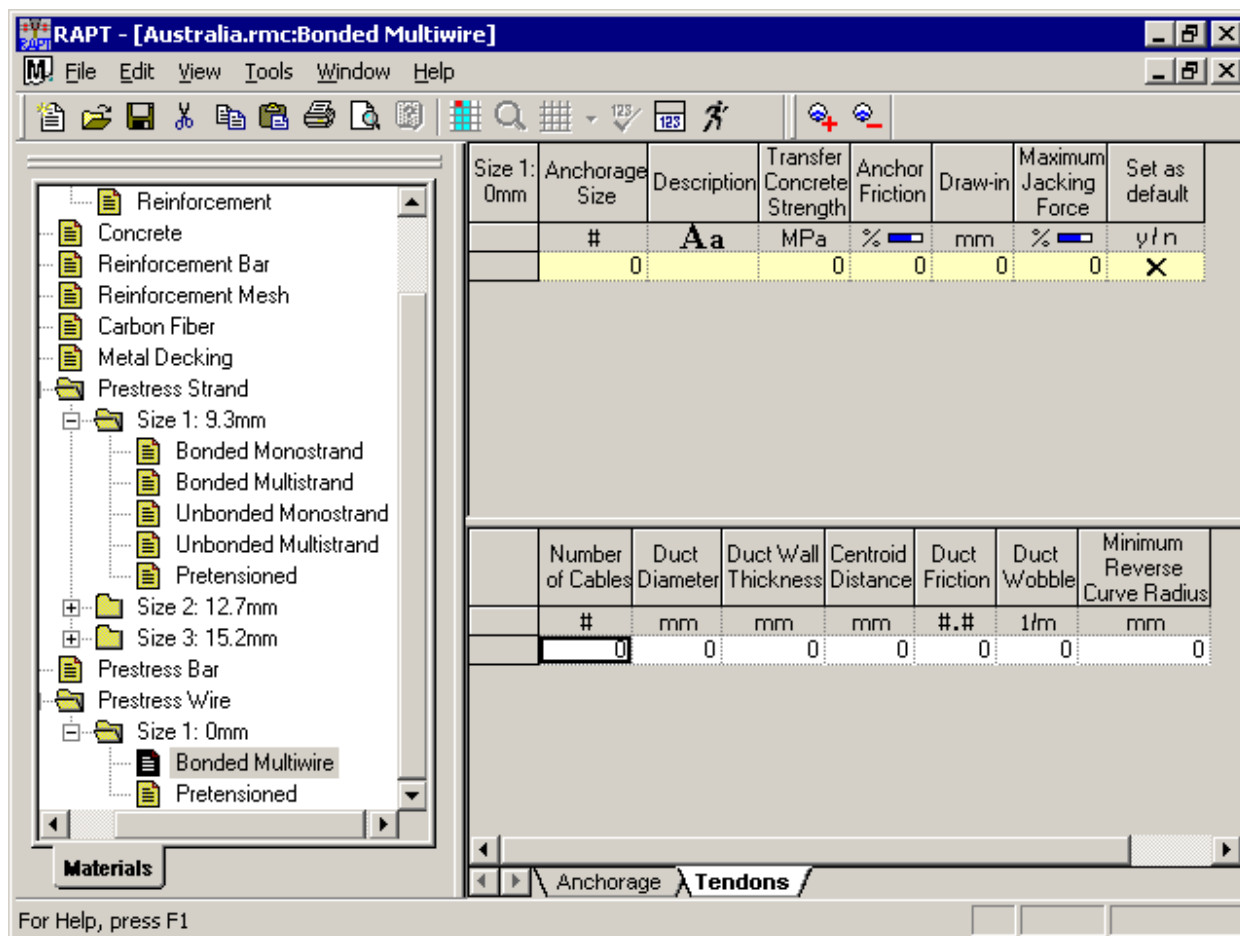 RAPT - [Australia.rmc:Bonded Multiwire]
File Edit View Tools Window Help
Reinforcement
Concrete
Reinforcement Bar
Reinforcement Mesh
Carbon Fiber
Metal Decking
Prestress Strand
Size 1: 9.3mm
Bonded Monostrand
Bonded Multistrand
Unbonded Monostrand
Unbonded Multistrand
Pretensioned
Size 2: 12.7mm
Size 3: 15.2mm
Prestress Bar
Prestress Wire
Size 1: 0mm
Bonded Multiwire
Pretensioned
Materials
Size 1: 0mm Anchorage Size Description Transfer Concrete Strength Anchor Friction Draw-in Maximum Jacking Force Set as default
# Aa MPa % mm % y/n
0 0 0 0 0
Number of Cables Duct Diameter Duct Wall Thickness Centroid Distance Duct Friction Duct Wobble Minimum Reverse Curve Radius
# mm mm mm #.# 1/m mm
0 0 0 0 0 0 0
Anchorage Tendons
For Help, press F1